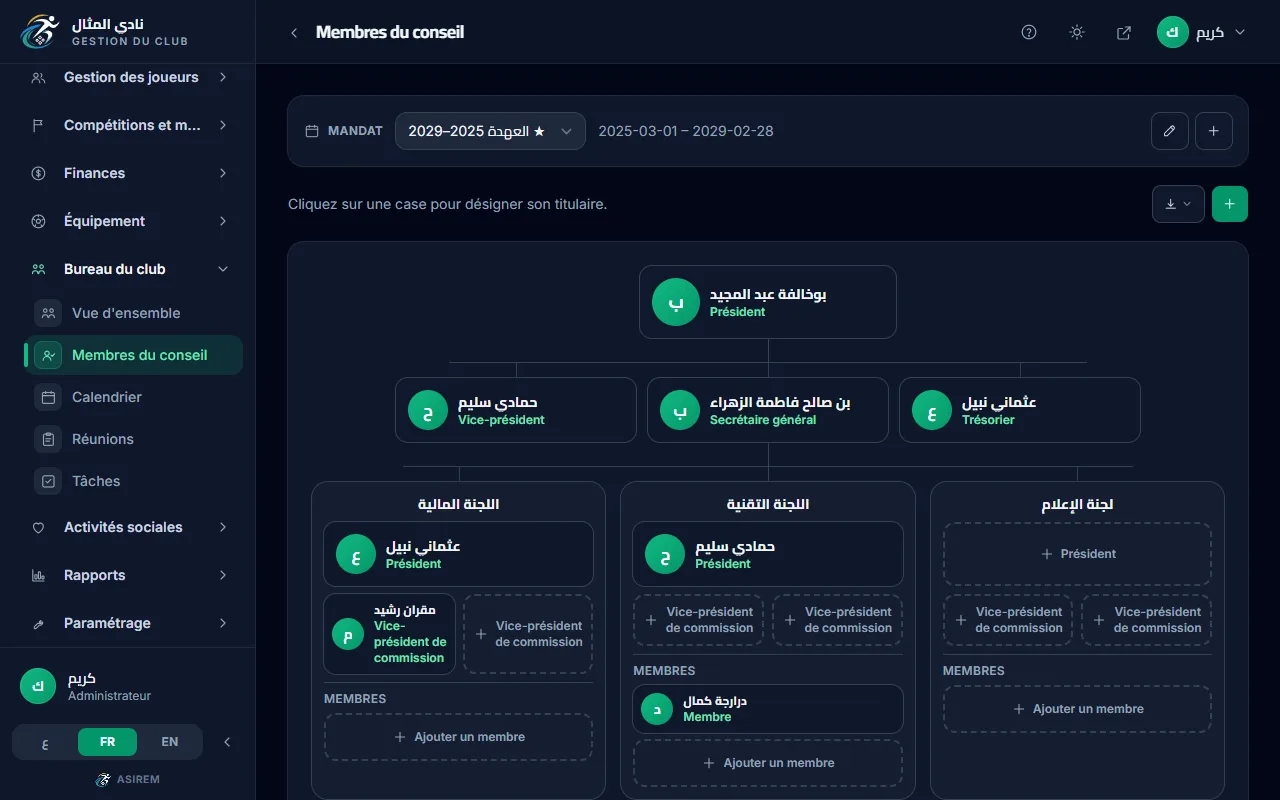 نادي المثال
GESTION DU CLUB
Gestion des joueurs
Compétitions et m...
Finances
Équipement
Bureau du club
Vue d'ensemble
Membres du conseil
Calendrier
Réunions
Tâches
Activités sociales
Rapports
Paramétrage
ك
كريم
Administrateur
ع
FR
EN
ASIREM
Membres du conseil
ك
كريم
MANDAT
★ العهدة 2025–2029
2025-03-01 – 2029-02-28
Cliquez sur une case pour désigner son titulaire.
ب
بوخالفة عبد المجيد
Président
ح
حمادي سليم
Vice-président
ب
بن صالح فاطمة الزهراء
Secrétaire général
ع
عثماني نبيل
Trésorier
اللجنة المالية
ع
عثماني نبيل
Président
م
مقران رشيد
Vice-
président de
commission
Vice-président
de commission
MEMBRES
Ajouter un membre
اللجنة التقنية
ح
حمادي سليم
Président
Vice-président
de commission
Vice-président
de commission
MEMBRES
د
درارجة كمال
Membre
Ajouter un membre
لجنة الإعلام
Président
Vice-président
de commission
Vice-président
de commission
MEMBRES
Ajouter un membre